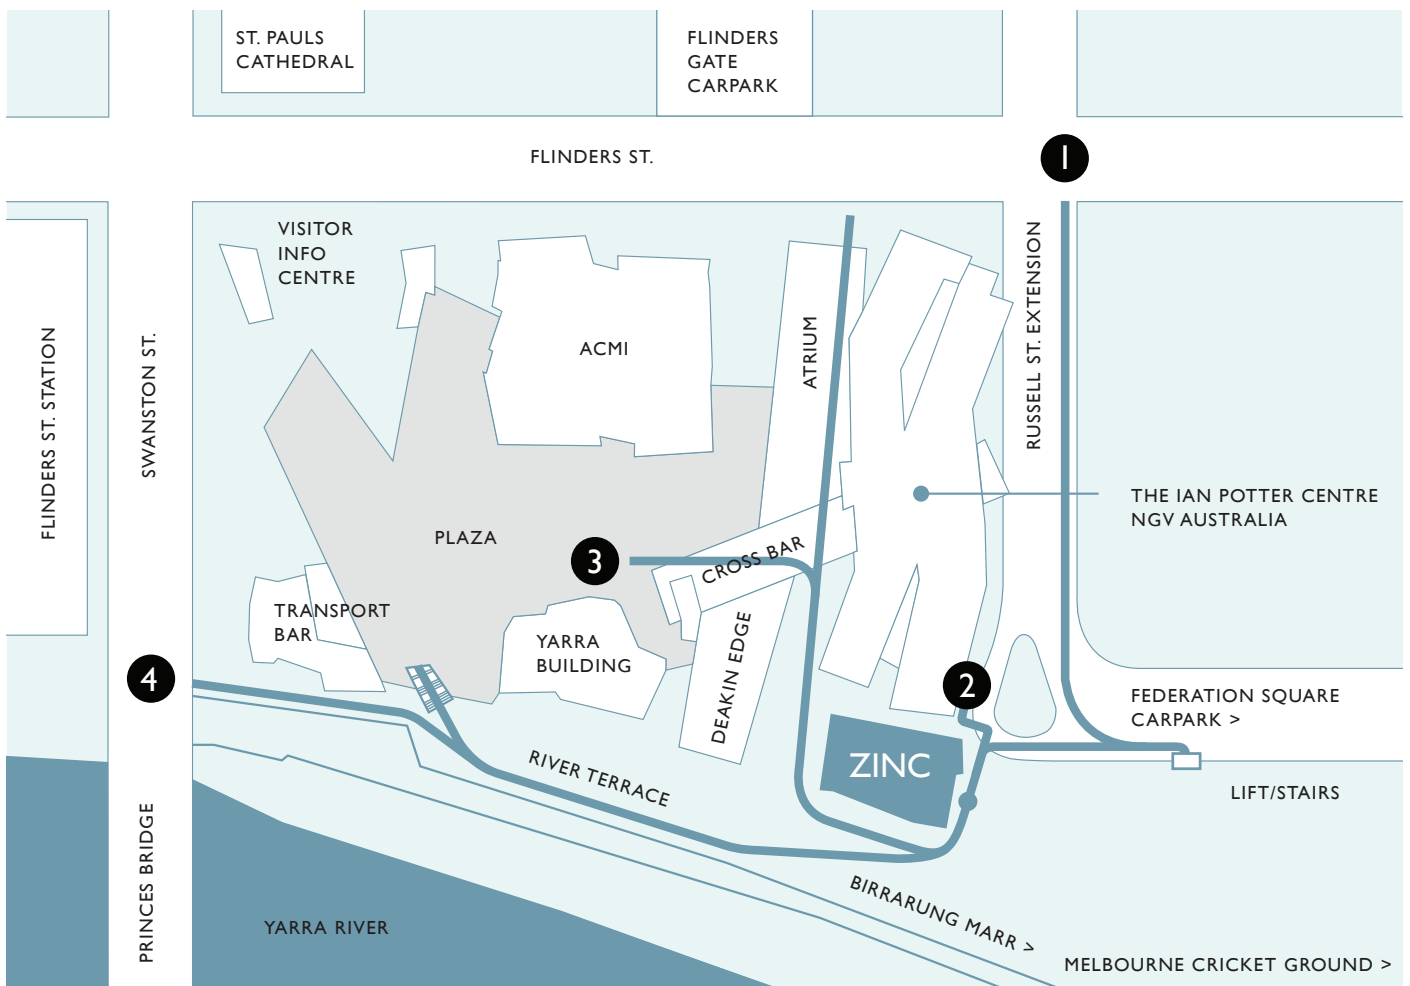 ST. PAULS
CATHEDRAL
FLINDERS
GATE
CARPARK
FLINDERS ST.
1
VISITOR
INFO
CENTRE
FLINDERS ST. STATION
SWANSTON ST.
ACMI
ATRIUM
RUSSELL ST. EXTENSION
THE IAN POTTER CENTRE
NGV AUSTRALIA
PLAZA
3
CROSS BAR
TRANSPORT
BAR
YARRA
BUILDING
DEAKIN EDGE
4
2
FEDERATION SQUARE
CARPARK >
ZINC
RIVER TERRACE
LIFT/STAIRS
PRINCES BRIDGE
YARRA RIVER
BIRRARUNG MARR >
MELBOURNE CRICKET GROUND >